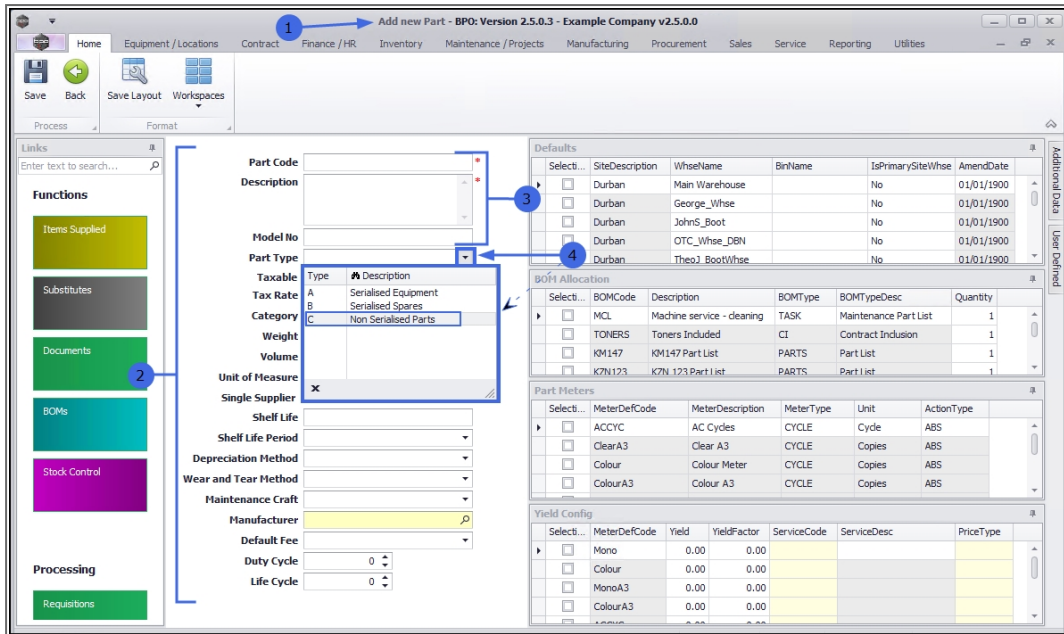 1
Add new Part - BPO: Version 2.5.0.3 - Example Company v2.5.0.0
Home Equipment / Locations Contract Finance / HR Inventory Maintenance / Projects Manufacturing Procurement Sales Service Reporting Utilities
Save Back Save Layout Workspaces
Process Format
Links
Enter text to search...
Functions
Items Supplied
Substitutes
Documents
BOMs
Stock Control
Processing
Requisitions
2
Part Code *
Description *
3
Model No
Part Type
4
Taxable
Tax Rate
Category
Weight
Volume
Unit of Measure
Single Supplier
Type Description
A Serialised Equipment
B Serialised Spares
C Non Serialised Parts
x
Shelf Life
Shelf Life Period
Depreciation Method
Wear and Tear Method
Maintenance Craft
Manufacturer
Default Fee
Duty Cycle 0
Life Cycle 0
Defaults
Selecti... SiteDescription WhseName BinName IsPrimarySiteWhse AmendDate
Durban Main Warehouse No 01/01/1900
Durban George_Whse No 01/01/1900
Durban JohnS_Boot No 01/01/1900
Durban OTC_Whse_DBN No 01/01/1900
Durban TheoJ_BootWhse No 01/01/1900
BOM Allocation
Selecti... BOMCode Description BOMType BOMTypeDesc Quantity
MCL Machine service - cleaning TASK Maintenance Part List 1
TONERS Toners Included CI Contract Inclusion 1
KM147 KM147 Part List PARTS Part List 1
KZN123 KZN 123 Part List PARTS Part List 1
Part Meters
Selecti... MeterDefCode MeterDescription MeterType Unit ActionType
ACCYC AC Cycles CYCLE Cycle ABS
ClearA3 Clear A3 CYCLE Copies ABS
Colour Colour Meter CYCLE Copies ABS
ColourA3 Colour A3 CYCLE Copies ABS
Yield Config
Selecti... MeterDefCode Yield YieldFactor ServiceCode ServiceDesc PriceType
Mono 0.00 0.00
Colour 0.00 0.00
MonoA3 0.00 0.00
ColourA3 0.00 0.00
ACCYC 0.00 0.00
Additional Data
User Defined